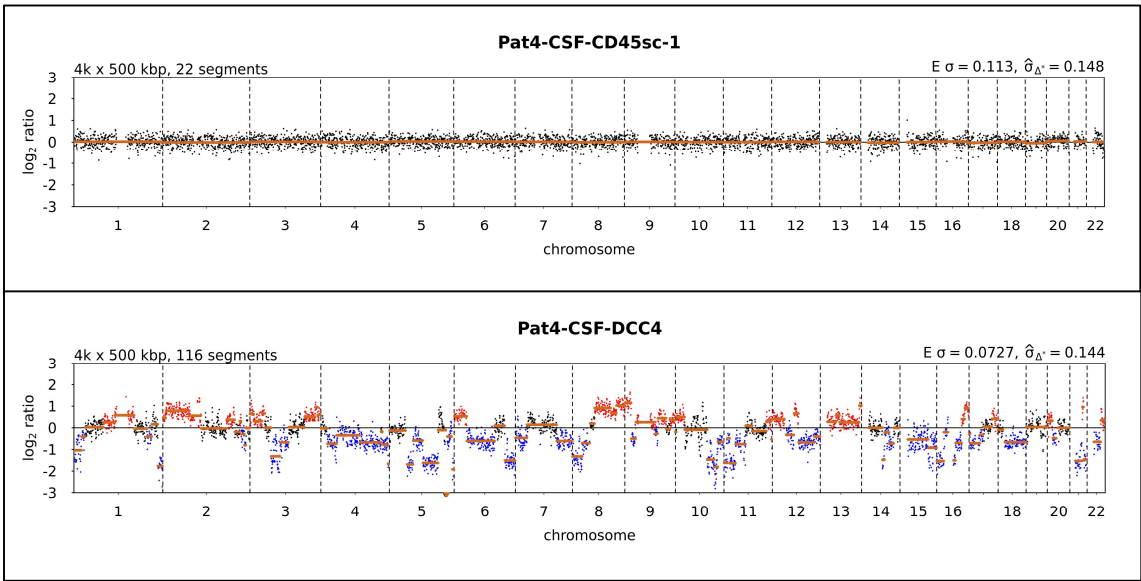 Pat4-CSF-CD45sc-1
4k x 500 kbp, 22 segments
E σ = 0.113, σ̂Δ* = 0.148
3
2
1
0
-1
-2
-3
log₂ ratio
1 2 3 4 5 6 7 8 9 10 11 12 13 14 15 16 18 20 22
chromosome
Pat4-CSF-DCC4
4k x 500 kbp, 116 segments
E σ = 0.0727, σ̂Δ* = 0.144
3
2
1
0
-1
-2
-3
log₂ ratio
1 2 3 4 5 6 7 8 9 10 11 12 13 14 15 16 18 20 22
chromosome